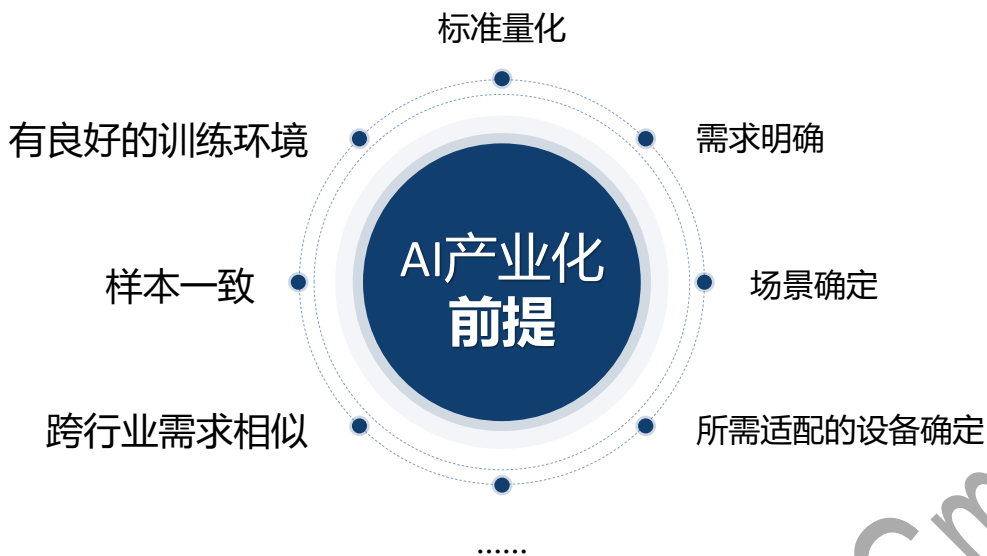 标准量化
有良好的训练环境
需求明确
AI产业化
前提
样本一致
场景确定
跨行业需求相似
所需适配的设备确定
......
Cm